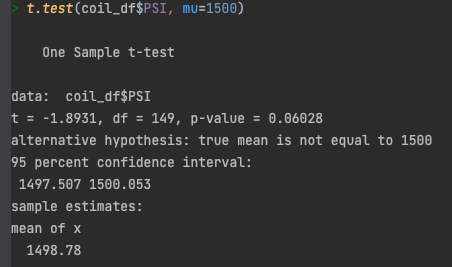 > t.test(coil_df$PSI, mu=1500)
One Sample t-test
data:  coil_df$PSI
t = -1.8931, df = 149, p-value = 0.06028
alternative hypothesis: true mean is not equal to 1500
95 percent confidence interval:
1497.507 1500.053
sample estimates:
mean of x
1498.78